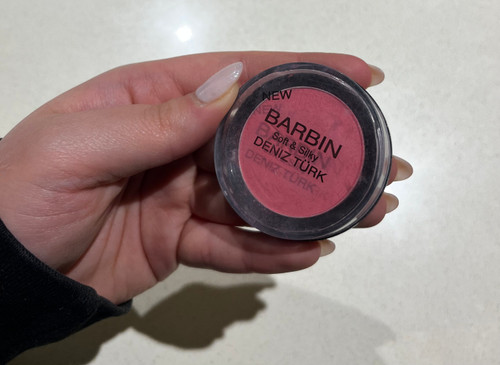 NEW
BARBIN
Soft & Silky
DENIZ TÜRK